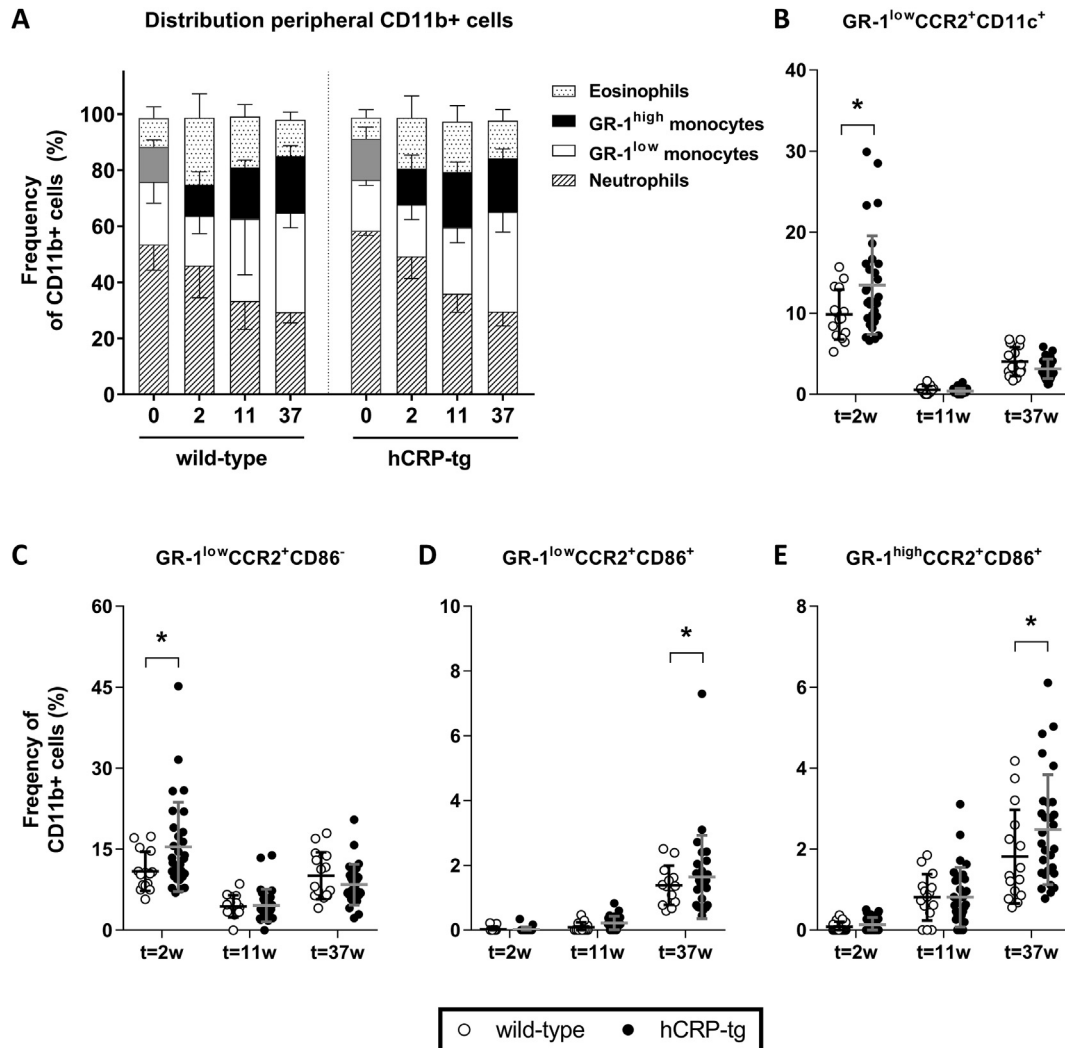 A
Distribution peripheral CD11b+ cells
Frequency
of CD11b+ cells (%)
100
80
60
40
20
0
0 2 11 37 0 2 11 37
wild-type hCRP-tg
Eosinophils
GR-1high monocytes
GR-1low monocytes
Neutrophils
B
GR-1lowCCR2+CD11c+
40
30
20
10
0
*
t=2w t=11w t=37w
C
GR-1lowCCR2+CD86-
Freqency of
CD11b+ cells (%)
60
45
30
15
0
*
t=2w t=11w t=37w
D
GR-1lowCCR2+CD86+
10
8
6
4
2
0
*
t=2w t=11w t=37w
E
GR-1highCCR2+CD86+
8
6
4
2
0
*
t=2w t=11w t=37w
wild-type hCRP-tg